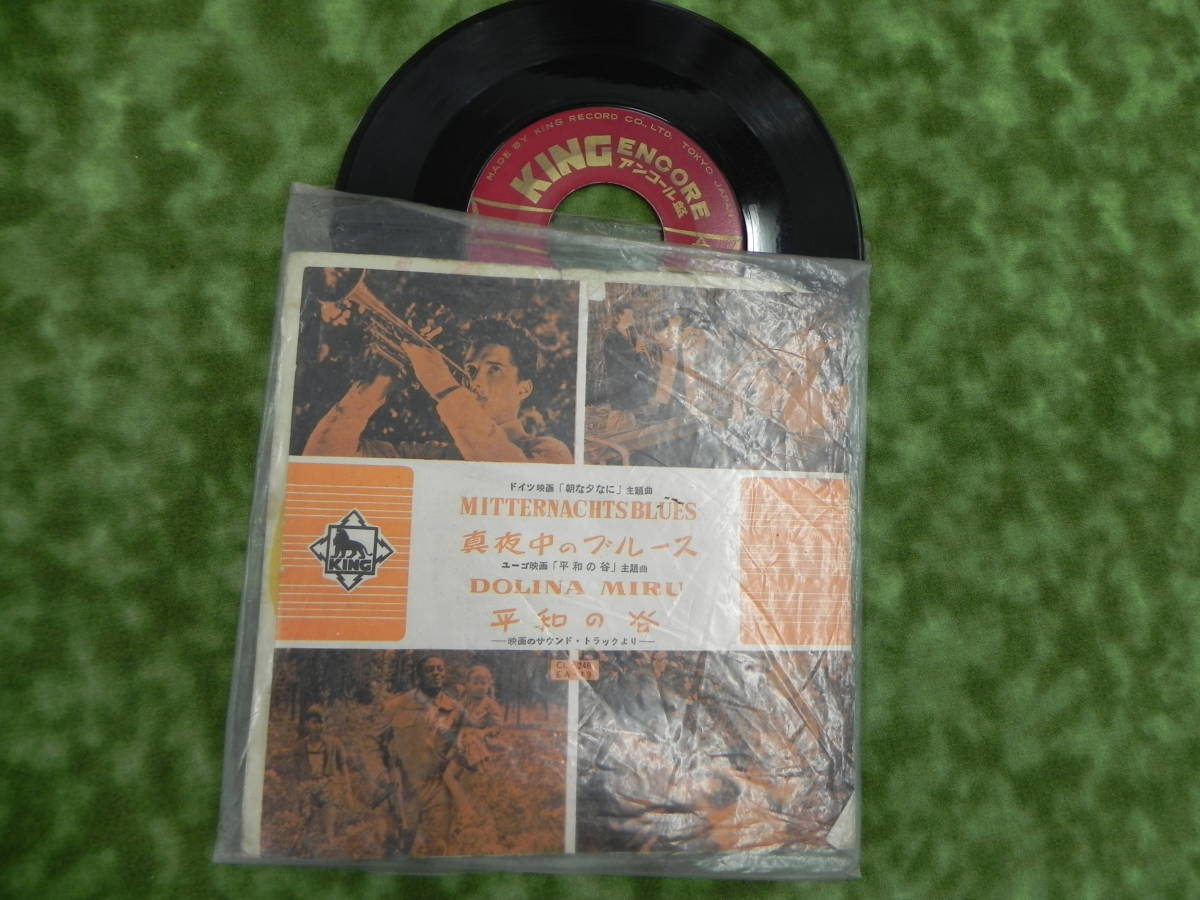 MADE BY KING RECORD CO., LTD. TOKYO JAPAN
KING ENCORE
アンコール盤
ドイツ映画「朝な夕なに」主題曲
MITTERNACHTSBLUES
真夜中のブルース
ユーゴ映画「平和の谷」主題曲
DOLINA MIRU
平和の谷
―映画のサウンド・トラックより―
KING